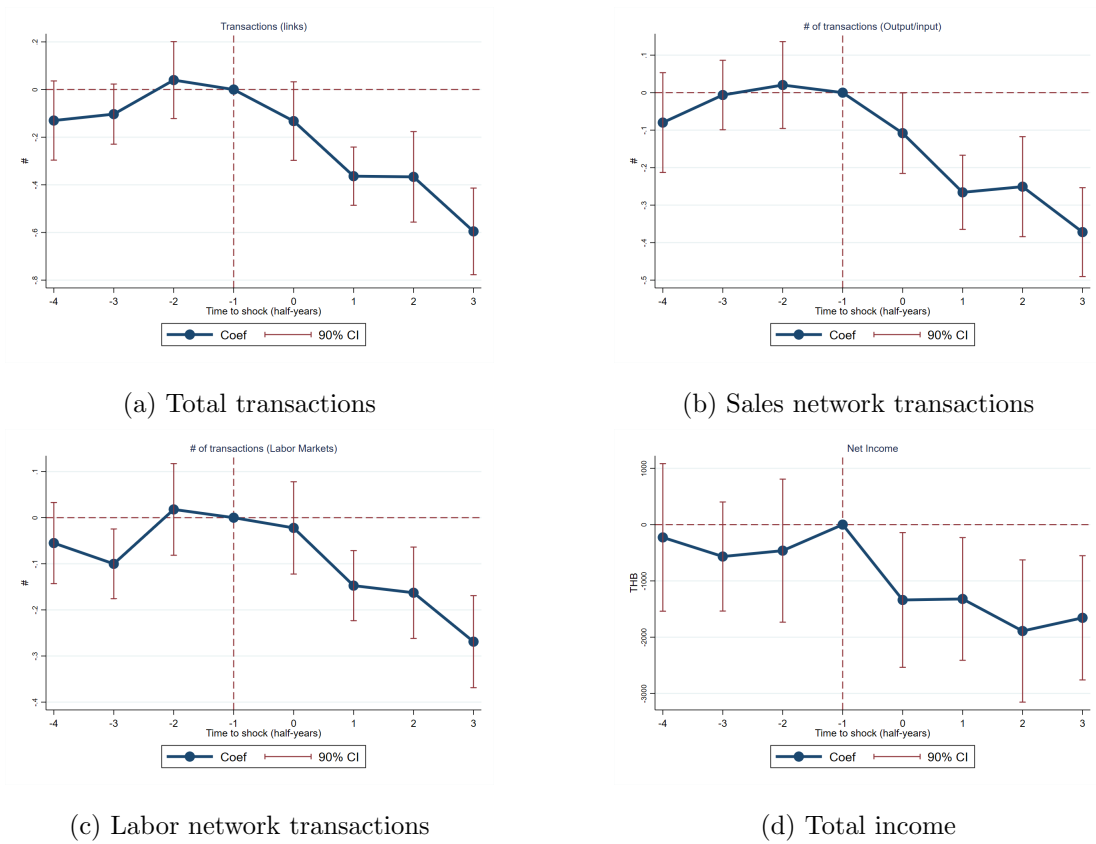 Transactions (links)
.2
0
-.2
-.4
-.6
-.8
#
-4 -3 -2 -1 0 1 2 3
Time to shock (half-years)
Coef 90% CI
(a) Total transactions
# of transactions (Output/input)
.1
0
-.1
-.2
-.3
-.4
-.5
#
-4 -3 -2 -1 0 1 2 3
Time to shock (half-years)
Coef 90% CI
(b) Sales network transactions
# of transactions (Labor Markets)
.1
0
-.1
-.2
-.3
-.4
#
-4 -3 -2 -1 0 1 2 3
Time to shock (half-years)
Coef 90% CI
(c) Labor network transactions
Net Income
1000
0
-1000
-2000
-3000
THB
-4 -3 -2 -1 0 1 2 3
Time to shock (half-years)
Coef 90% CI
(d) Total income